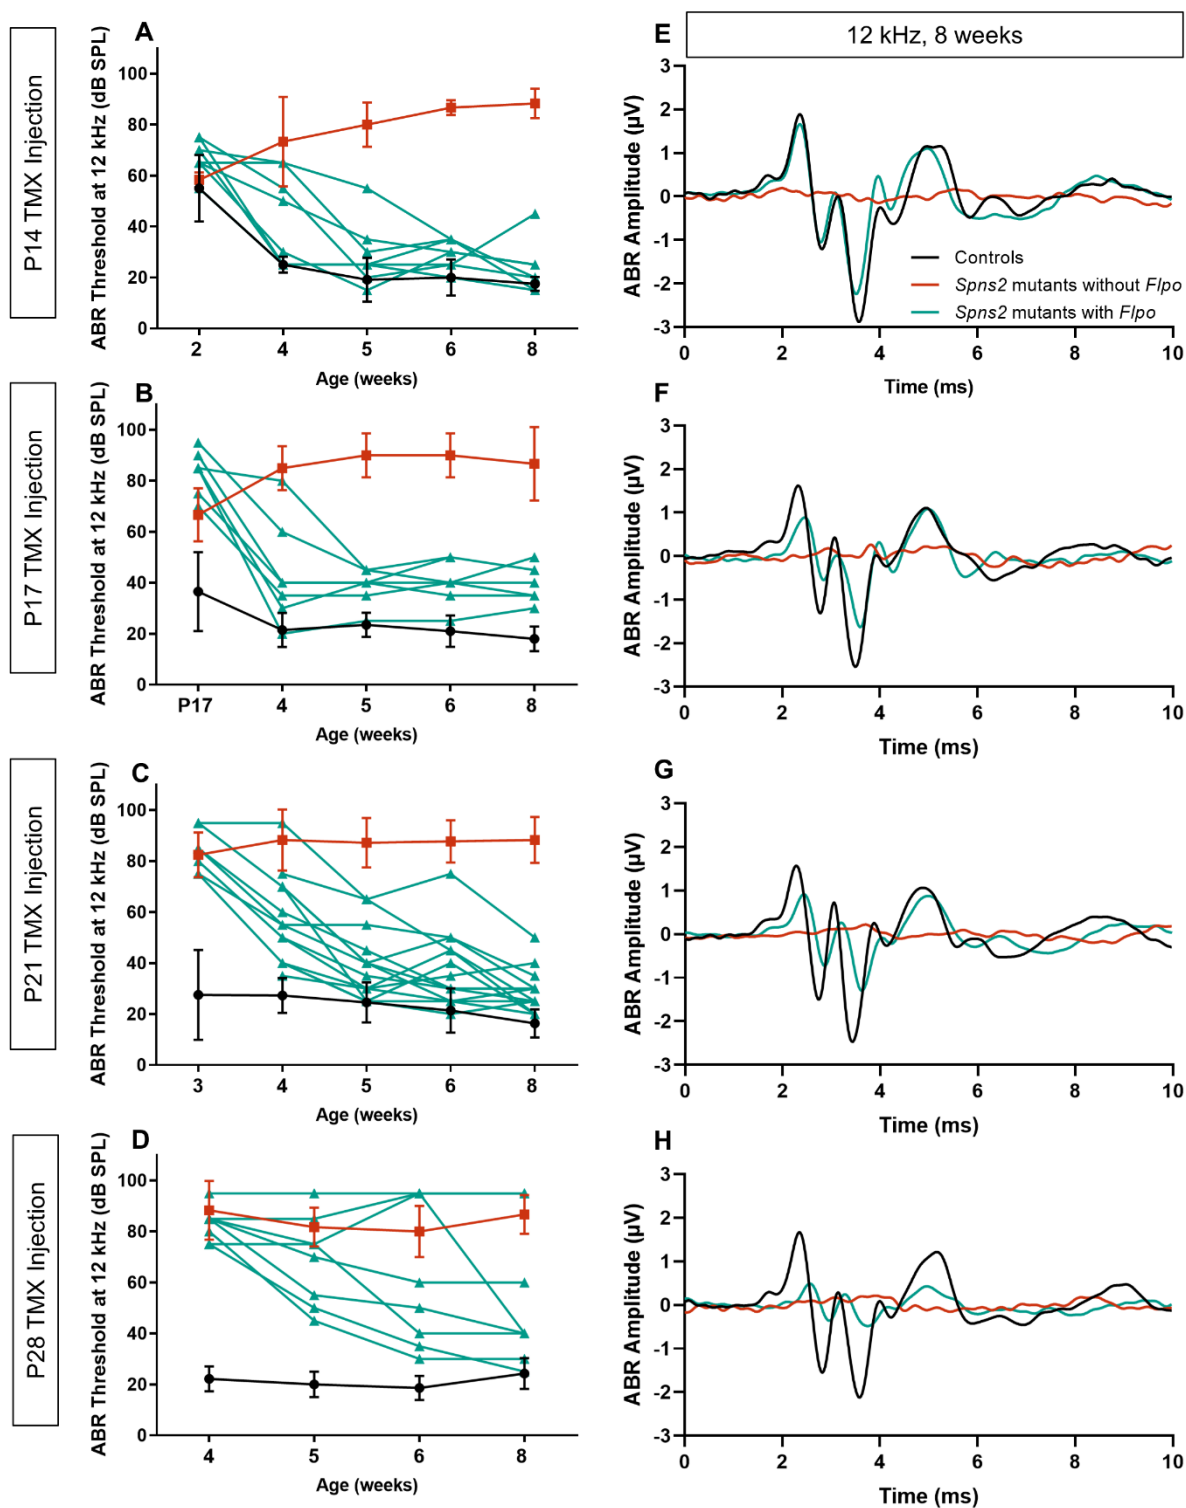 P14 TMX Injection
A
ABR Threshold at 12 kHz (dB SPL)
100
80
60
40
20
0
2 4 5 6 8
Age (weeks)
E
12 kHz, 8 weeks
ABR Amplitude (µV)
3
2
1
0
-1
-2
-3
Controls
Spns2 mutants without Flpo
Spns2 mutants with Flpo
0 2 4 6 8 10
Time (ms)
P17 TMX Injection
B
ABR Threshold at 12 kHz (dB SPL)
100
80
60
40
20
0
P17 4 5 6 8
Age (weeks)
F
ABR Amplitude (µV)
3
2
1
0
-1
-2
-3
0 2 4 6 8 10
Time (ms)
P21 TMX Injection
C
ABR Threshold at 12 kHz (dB SPL)
100
80
60
40
20
0
3 4 5 6 8
Age (weeks)
G
ABR Amplitude (µV)
3
2
1
0
-1
-2
-3
0 2 4 6 8 10
Time (ms)
P28 TMX Injection
D
ABR Threshold at 12 kHz (dB SPL)
100
80
60
40
20
0
4 5 6 8
Age (weeks)
H
ABR Amplitude (µV)
3
2
1
0
-1
-2
-3
0 2 4 6 8 10
Time (ms)